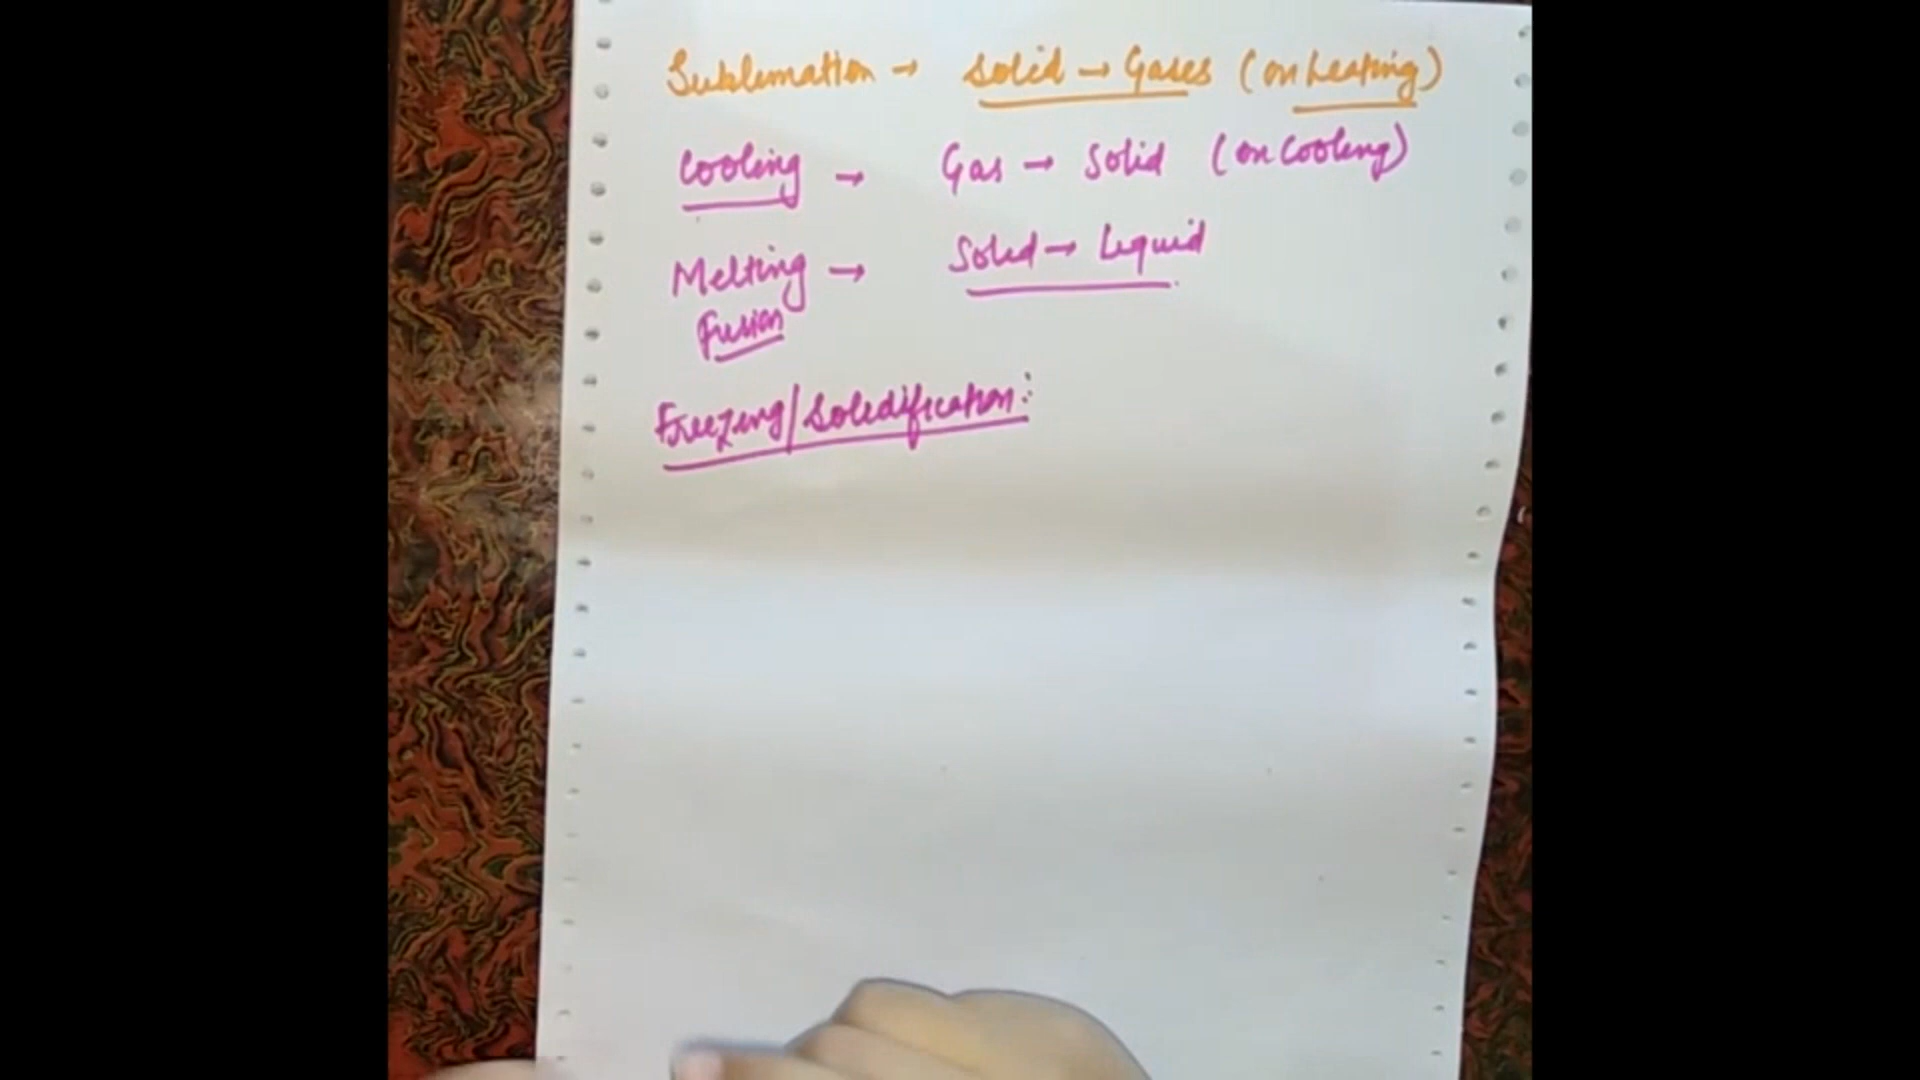 Sublimation → Solid → Gases (on heating)
Cooling → Gas → Solid (on cooling)
Melting → Solid → Liquid
Fusion
Freezing/Solidification: